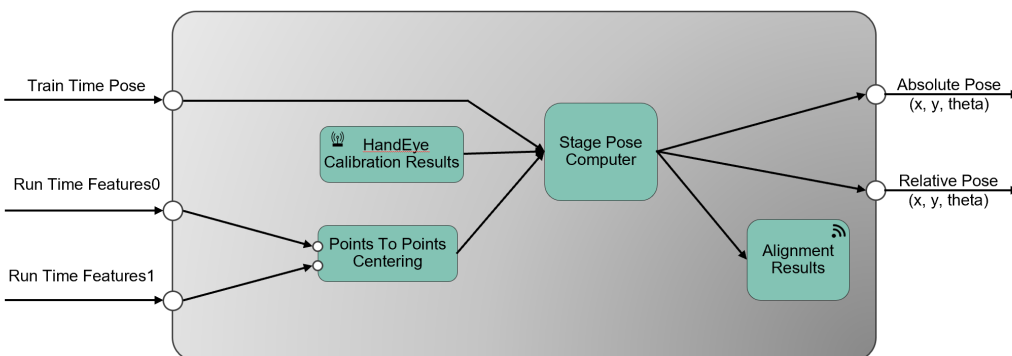 Train Time Pose
Run Time Features0
Run Time Features1
HandEye
Calibration Results
Points To Points
Centering
Stage Pose
Computer
Alignment
Results
Absolute Pose
(x, y, theta)
Relative Pose
(x, y, theta)